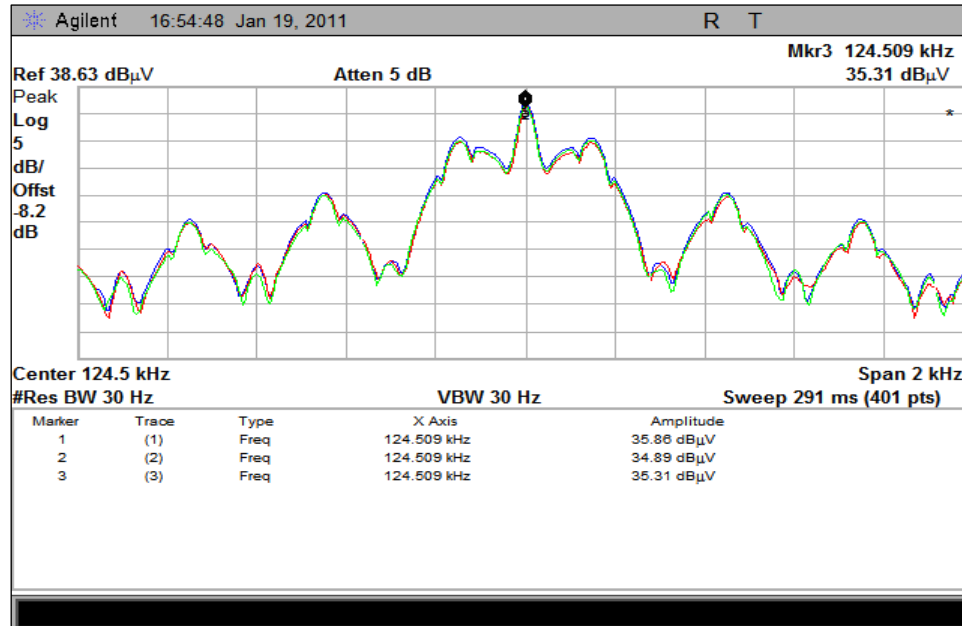 Agilent 16:54:48 Jan 19, 2011 R T
Mkr3 124.509 kHz
Ref 38.63 dBµV Atten 5 dB 35.31 dBµV
Peak
Log
5
dB/
Offst
-8.2
dB
*
Center 124.5 kHz Span 2 kHz
#Res BW 30 Hz VBW 30 Hz Sweep 291 ms (401 pts)
Marker Trace Type X Axis Amplitude
1 (1) Freq 124.509 kHz 35.86 dBµV
2 (2) Freq 124.509 kHz 34.89 dBµV
3 (3) Freq 124.509 kHz 35.31 dBµV